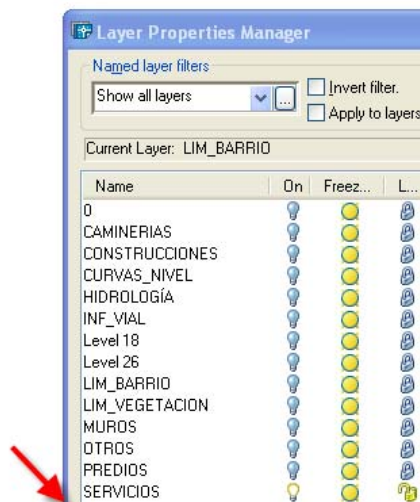 Layer Properties Manager
Named layer filters
Show all layers
...
Invert filter.
Apply to layers
Current Layer: LIM_BARRIO
Name On Freez... L...
0
CAMINERIAS
CONSTRUCCIONES
CURVAS_NIVEL
HIDROLOGÍA
INF_VIAL
Level 18
Level 26
LIM_BARRIO
LIM_VEGETACION
MUROS
OTROS
PREDIOS
SERVICIOS